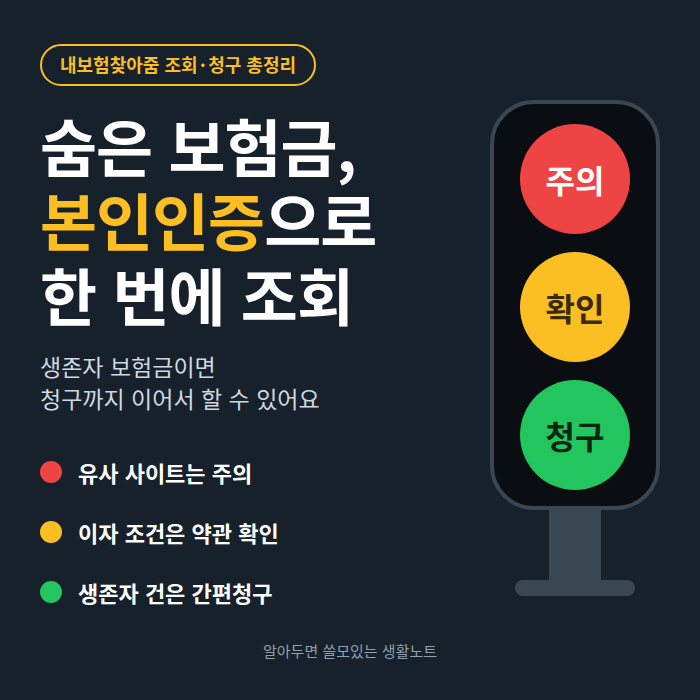 내보험찾아줌 조회·청구 총정리
숨은 보험금,
본인인증으로
한 번에 조회
생존자 보험금이면
청구까지 이어서 할 수 있어요
유사 사이트는 주의
이자 조건은 약관 확인
생존자 건은 간편청구
주의
확인
청구
알아두면 쓸모있는 생활노트